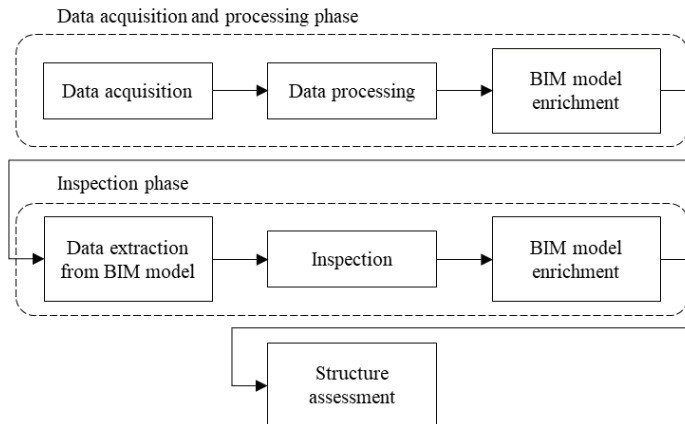 Data acquisition and processing phase
Data acquisition
Data processing
BIM model
enrichment
Inspection phase
Data extraction
from BIM model
Inspection
BIM model
enrichment
Structure
assessment